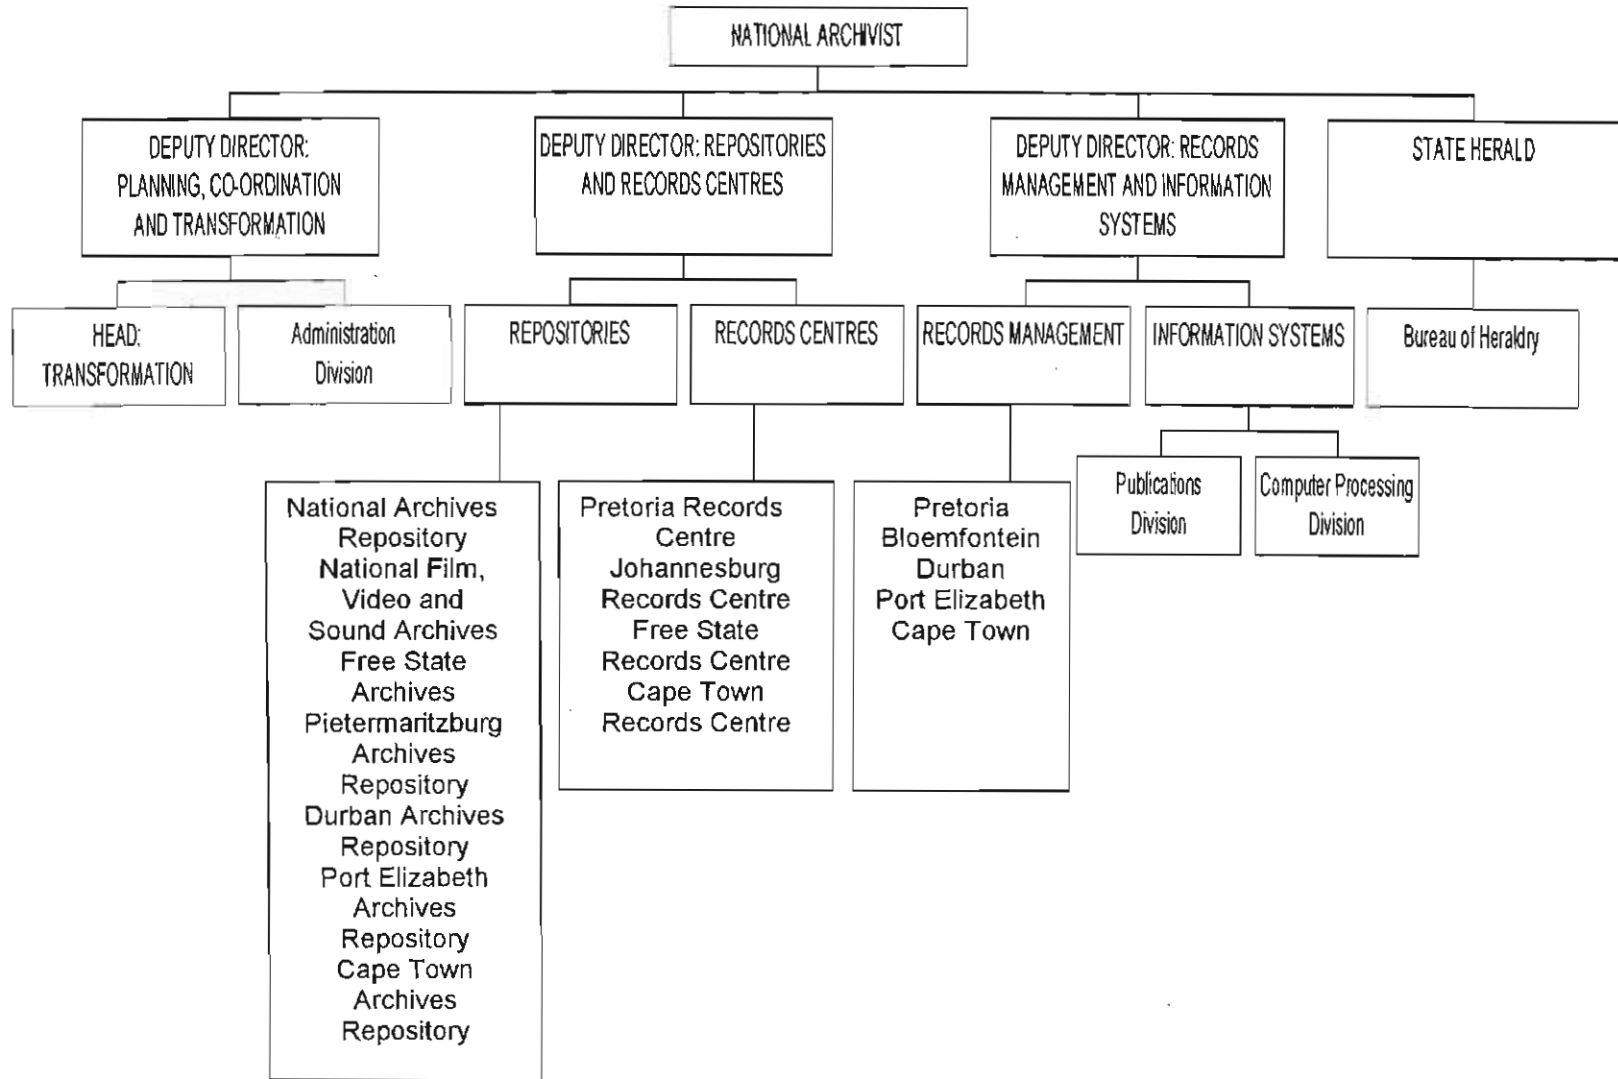 NATIONAL ARCHIVIST
DEPUTY DIRECTOR:
PLANNING, CO-ORDINATION
AND TRANSFORMATION
DEPUTY DIRECTOR: REPOSITORIES
AND RECORDS CENTRES
DEPUTY DIRECTOR: RECORDS
MANAGEMENT AND INFORMATION
SYSTEMS
STATE HERALD
HEAD:
TRANSFORMATION
Administration
Division
REPOSITORIES
RECORDS CENTRES
RECORDS MANAGEMENT
INFORMATION SYSTEMS
Bureau of Heraldry
National Archives
Repository
National Film,
Video and
Sound Archives
Free State
Archives
Pietermaritzburg
Archives
Repository
Durban Archives
Repository
Port Elizabeth
Archives
Repository
Cape Town
Archives
Repository
Pretoria Records
Centre
Johannesburg
Records Centre
Free State
Records Centre
Cape Town
Records Centre
Pretoria
Bloemfontein
Durban
Port Elizabeth
Cape Town
Publications
Division
Computer Processing
Division